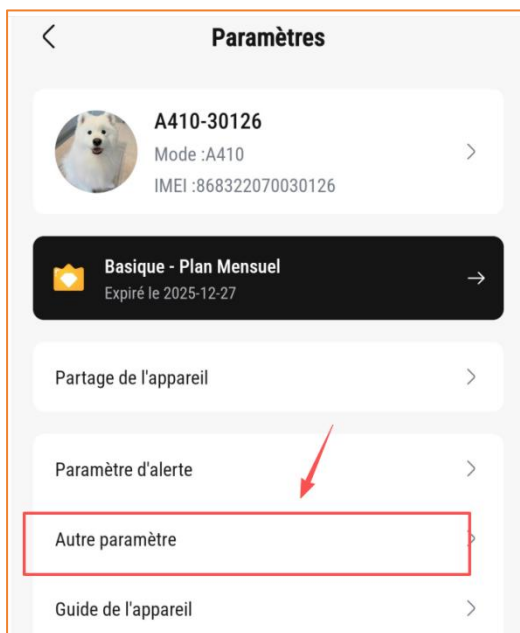 Paramètres
A410-30126
Mode :A410
IMEI :868322070030126
Basique - Plan Mensuel
Expiré le 2025-12-27
Partage de l'appareil
Paramètre d'alerte
Autre paramètre
Guide de l'appareil